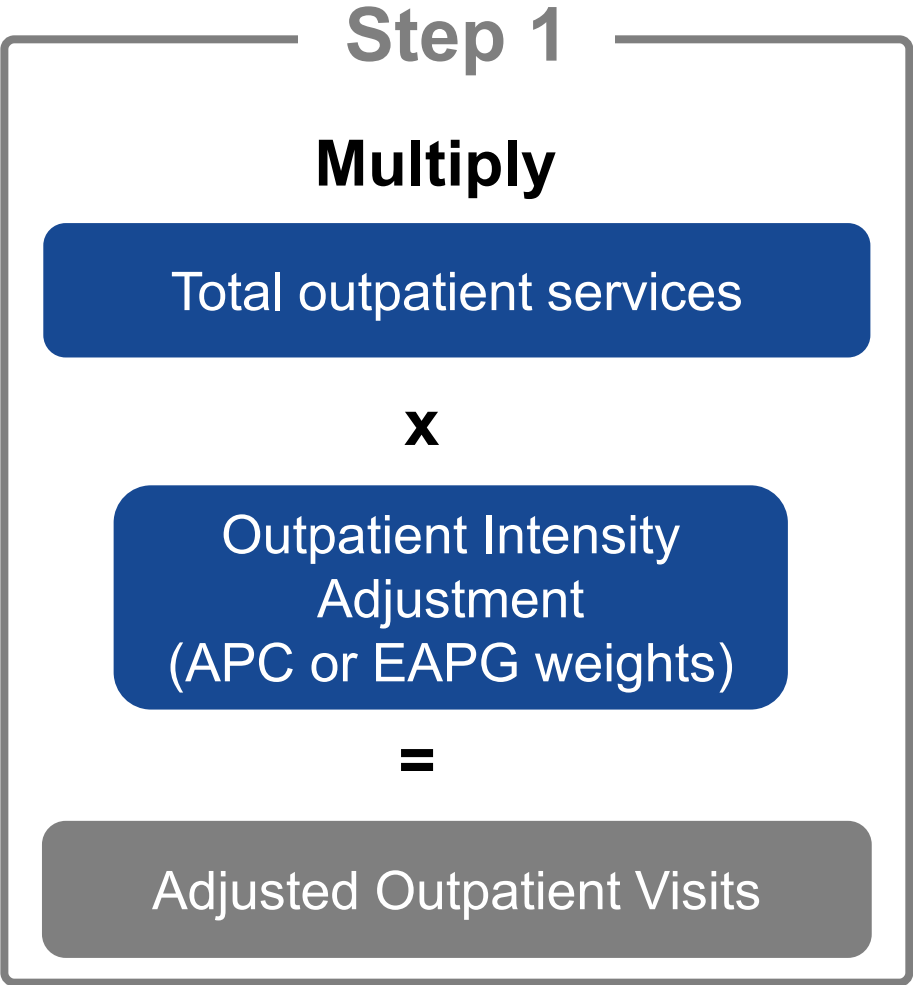 Step 1
Multiply
Total outpatient services
x
Outpatient Intensity
Adjustment
(APC or EAPG weights)
=
Adjusted Outpatient Visits